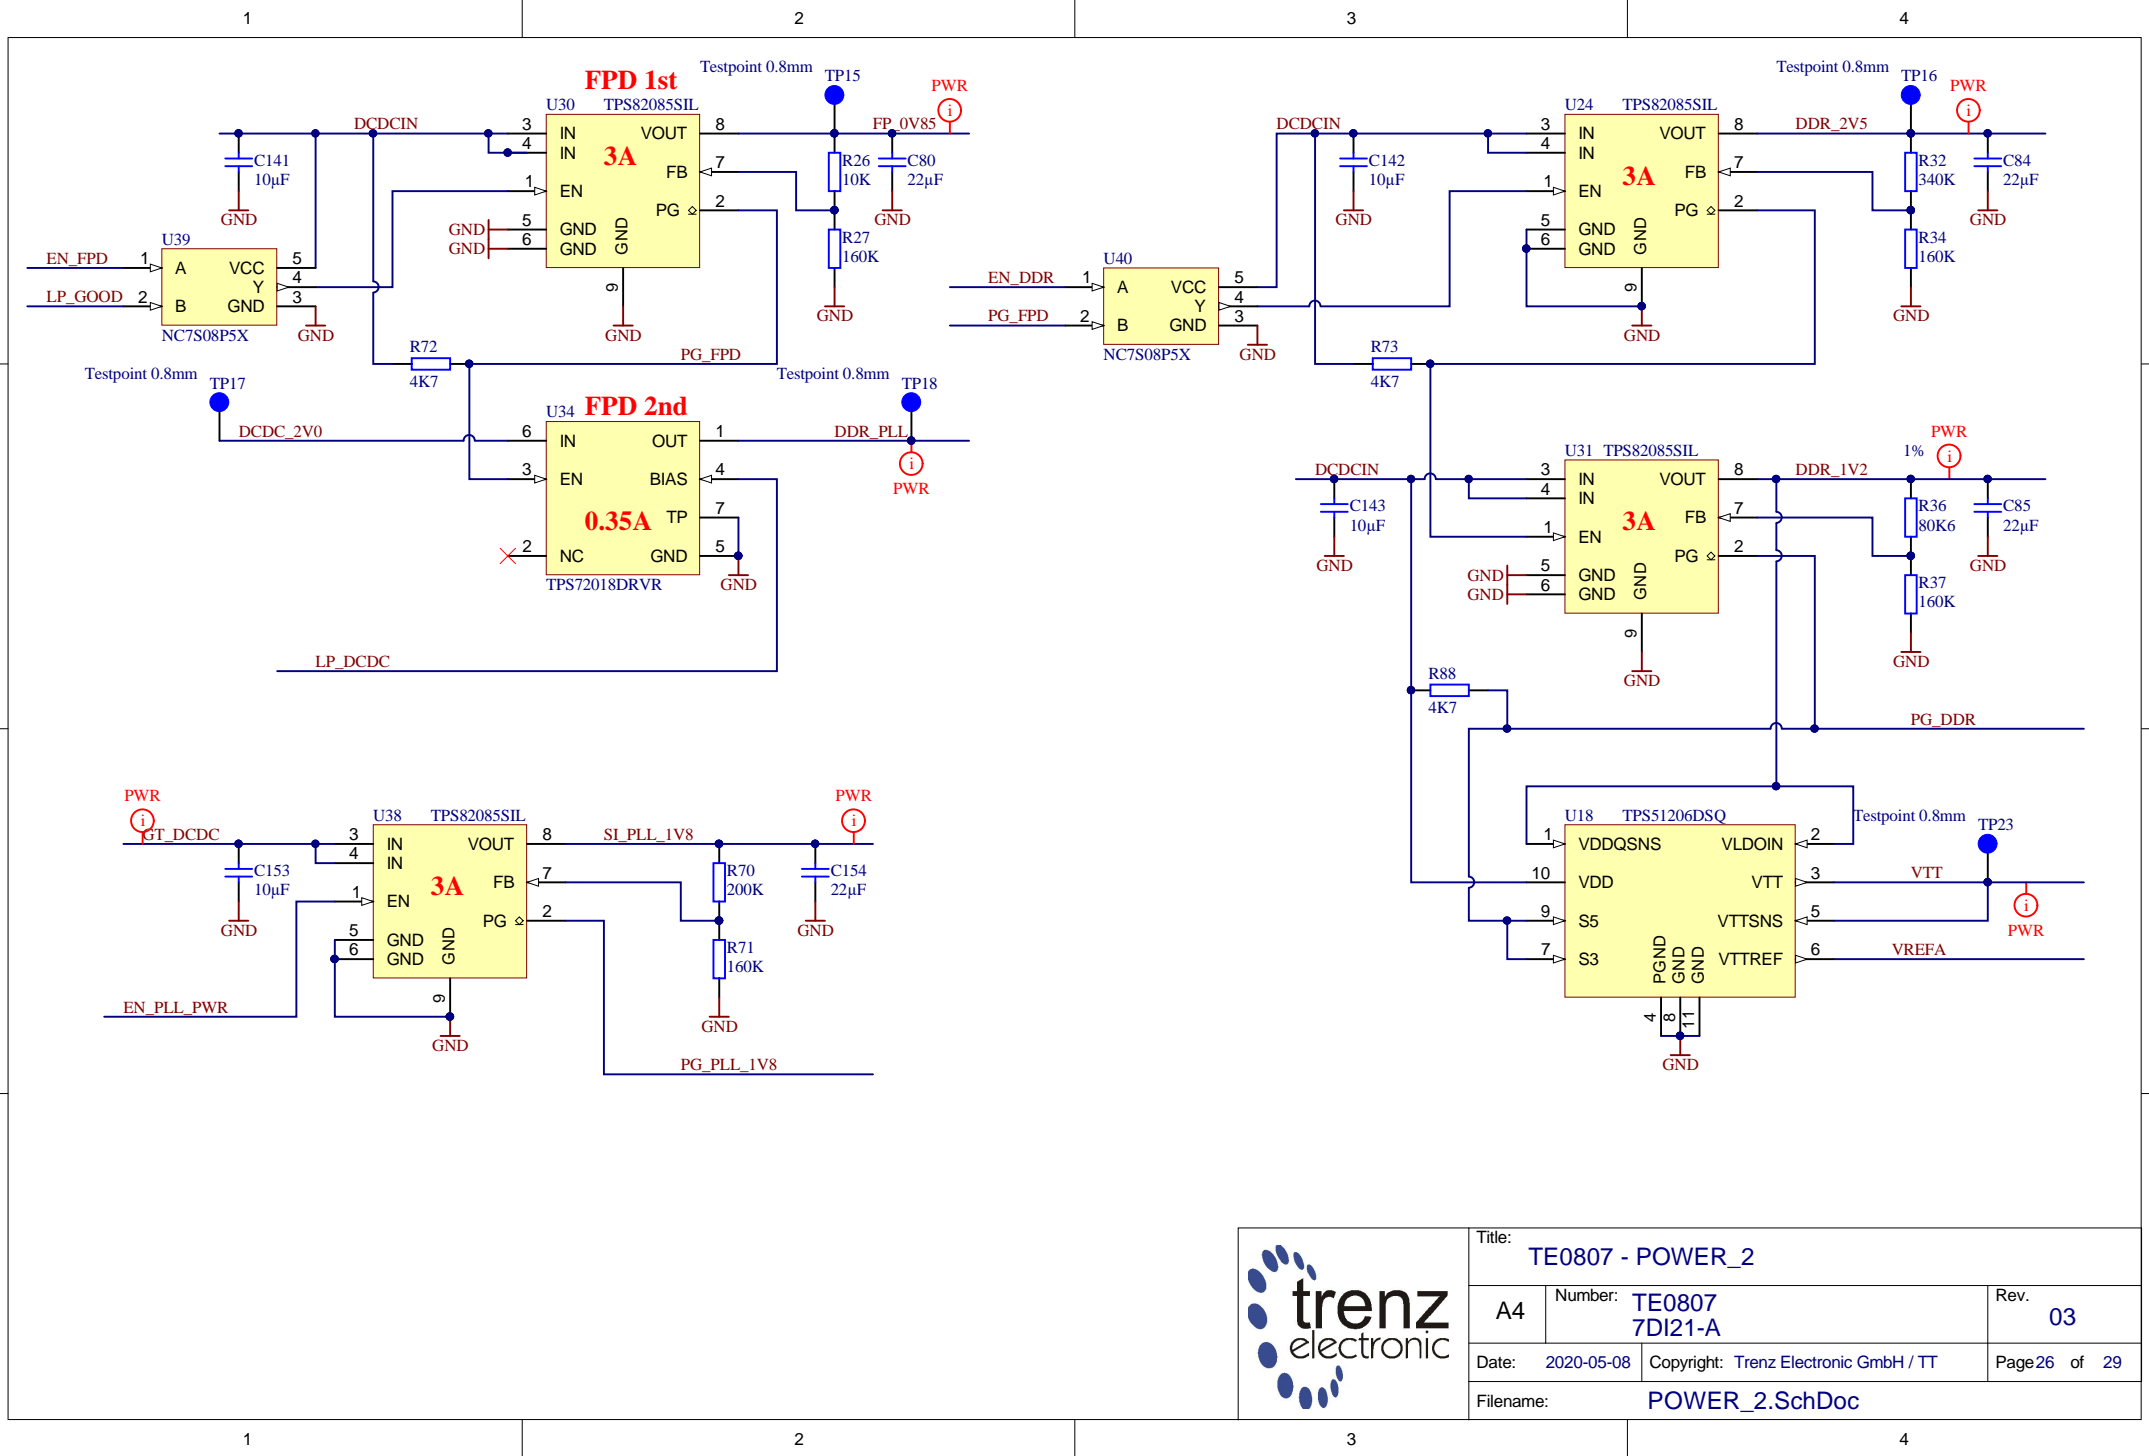 1 2 3 4
FPD 1st
Testpoint 0.8mm
TP15
PWR
U30 TPS82085SIL
DCDCIN
3 IN VOUT 8
FP_0V85
4 IN
3A
C141
10µF
GND
FB 7
R26
10K
C80
22µF
GND
1 EN
PG 2
GND 5 GND
GND 6 GND
GND
9
GND
R27
160K
GND
U39
EN_FPD 1 A VCC 5
Y 4
LP_GOOD 2 B GND 3
NC7S08P5X
GND
R72
4K7
PG_FPD
Testpoint 0.8mm
TP17
Testpoint 0.8mm
TP18
U34 FPD 2nd
DCDC_2V0 6 IN OUT 1 DDR_PLL
PWR
3 EN BIAS 4
0.35A
TP 7
2 NC GND 5
TPS72018DRVR
GND
LP_DCDC
PWR
GT_DCDC
U38 TPS82085SIL
3 IN VOUT 8 SI_PLL_1V8
PWR
4 IN
3A
C153
10µF
GND
FB 7
R70
200K
C154
22µF
GND
1 EN
PG 2
5 GND
6 GND
GND
9
GND
R71
160K
GND
EN_PLL_PWR
PG_PLL_1V8
Testpoint 0.8mm
TP16
PWR
U24 TPS82085SIL
DCDCIN
3 IN VOUT 8 DDR_2V5
4 IN
3A
C142
10µF
GND
FB 7
R32
340K
C84
22µF
GND
1 EN
PG 2
5 GND
6 GND
GND
9
GND
R34
160K
GND
U40
EN_DDR 1 A VCC 5
Y 4
PG_FPD 2 B GND 3
NC7S08P5X
GND
R73
4K7
U31 TPS82085SIL
1%
PWR
DCDCIN
3 IN VOUT 8 DDR_1V2
4 IN
3A
C143
10µF
GND
FB 7
R36
80K6
C85
22µF
GND
1 EN
PG 2
GND 5 GND
GND 6 GND
GND
9
GND
R37
160K
GND
R88
4K7
PG_DDR
U18 TPS51206DSQ
Testpoint 0.8mm
TP23
1 VDDQSNS VLDOIN 2
10 VDD VTT 3 VTT
PWR
9 S5 VTTSNS 5
7 S3 VTTREF 6 VREFA
PGND GND GND
4 8 11
GND
trenz
electronic
Title:
TE0807 - POWER_2
A4 Number: TE0807
7DI21-A
Rev.
03
Date: 2020-05-08 Copyright: Trenz Electronic GmbH / TT Page 26 of 29
Filename: POWER_2.SchDoc
1 2 3 4